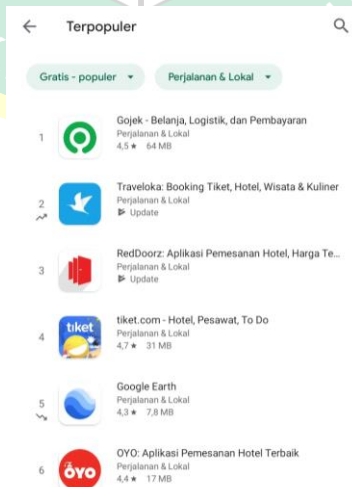 Terpopuler
Gratis - populer
Perjalanan & Lokal
1
Gojek - Belanja, Logistik, dan Pembayaran
Perjalanan & Lokal
4,5 ★ 64 MB
2
Traveloka: Booking Tiket, Hotel, Wisata & Kuliner
Perjalanan & Lokal
Update
3
RedDoorz: Aplikasi Pemesanan Hotel, Harga Te...
Perjalanan & Lokal
Update
4
tiket
tiket.com - Hotel, Pesawat, To Do
Perjalanan & Lokal
4,7 ★ 31 MB
5
Google Earth
Perjalanan & Lokal
4,3 ★ 7,8 MB
6
OYO
OYO: Aplikasi Pemesanan Hotel Terbaik
Perjalanan & Lokal
4,4 ★ 17 MB